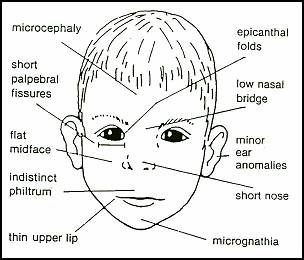 microcephaly
epicanthal
folds
short
palpebral
fissures
low nasal
bridge
flat
midface
minor
ear
anomalies
indistinct
philtrum
short nose
thin upper lip
micrognathia